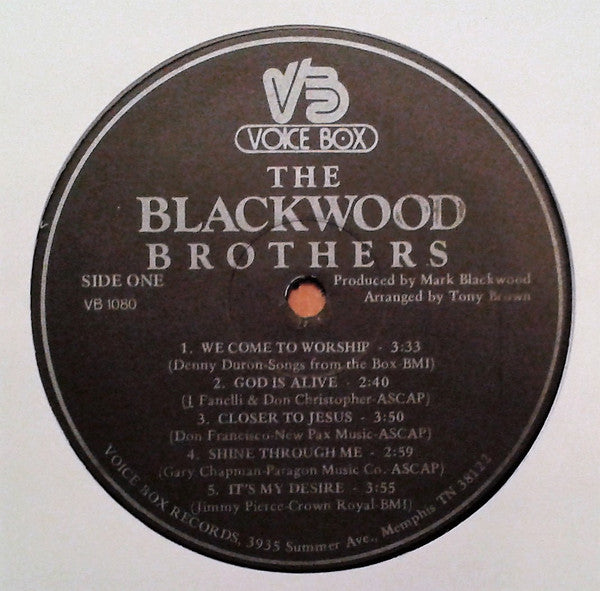 VB
VOICE BOX
THE
BLACKWOOD
BROTHERS
SIDE ONE
VB 1080
Produced by Mark Blackwood
Arranged by Tony Brown
1. WE COME TO WORSHIP - 3:33
(Denny Duron-Songs from the Box-BMI)
2. GOD IS ALIVE - 2:40
(J Fanelli & Don Christopher-ASCAP)
3. CLOSER TO JESUS - 3:50
(Don Francisco-New Pax Music-ASCAP)
4. SHINE THROUGH ME - 2:59
(Gary Chapman-Paragon Music Co.-ASCAP)
5. IT'S MY DESIRE - 3:55
(Jimmy Pierce-Crown Royal-BMI)
VOICE BOX RECORDS, 3935 Summer Ave., Memphis TN 38122